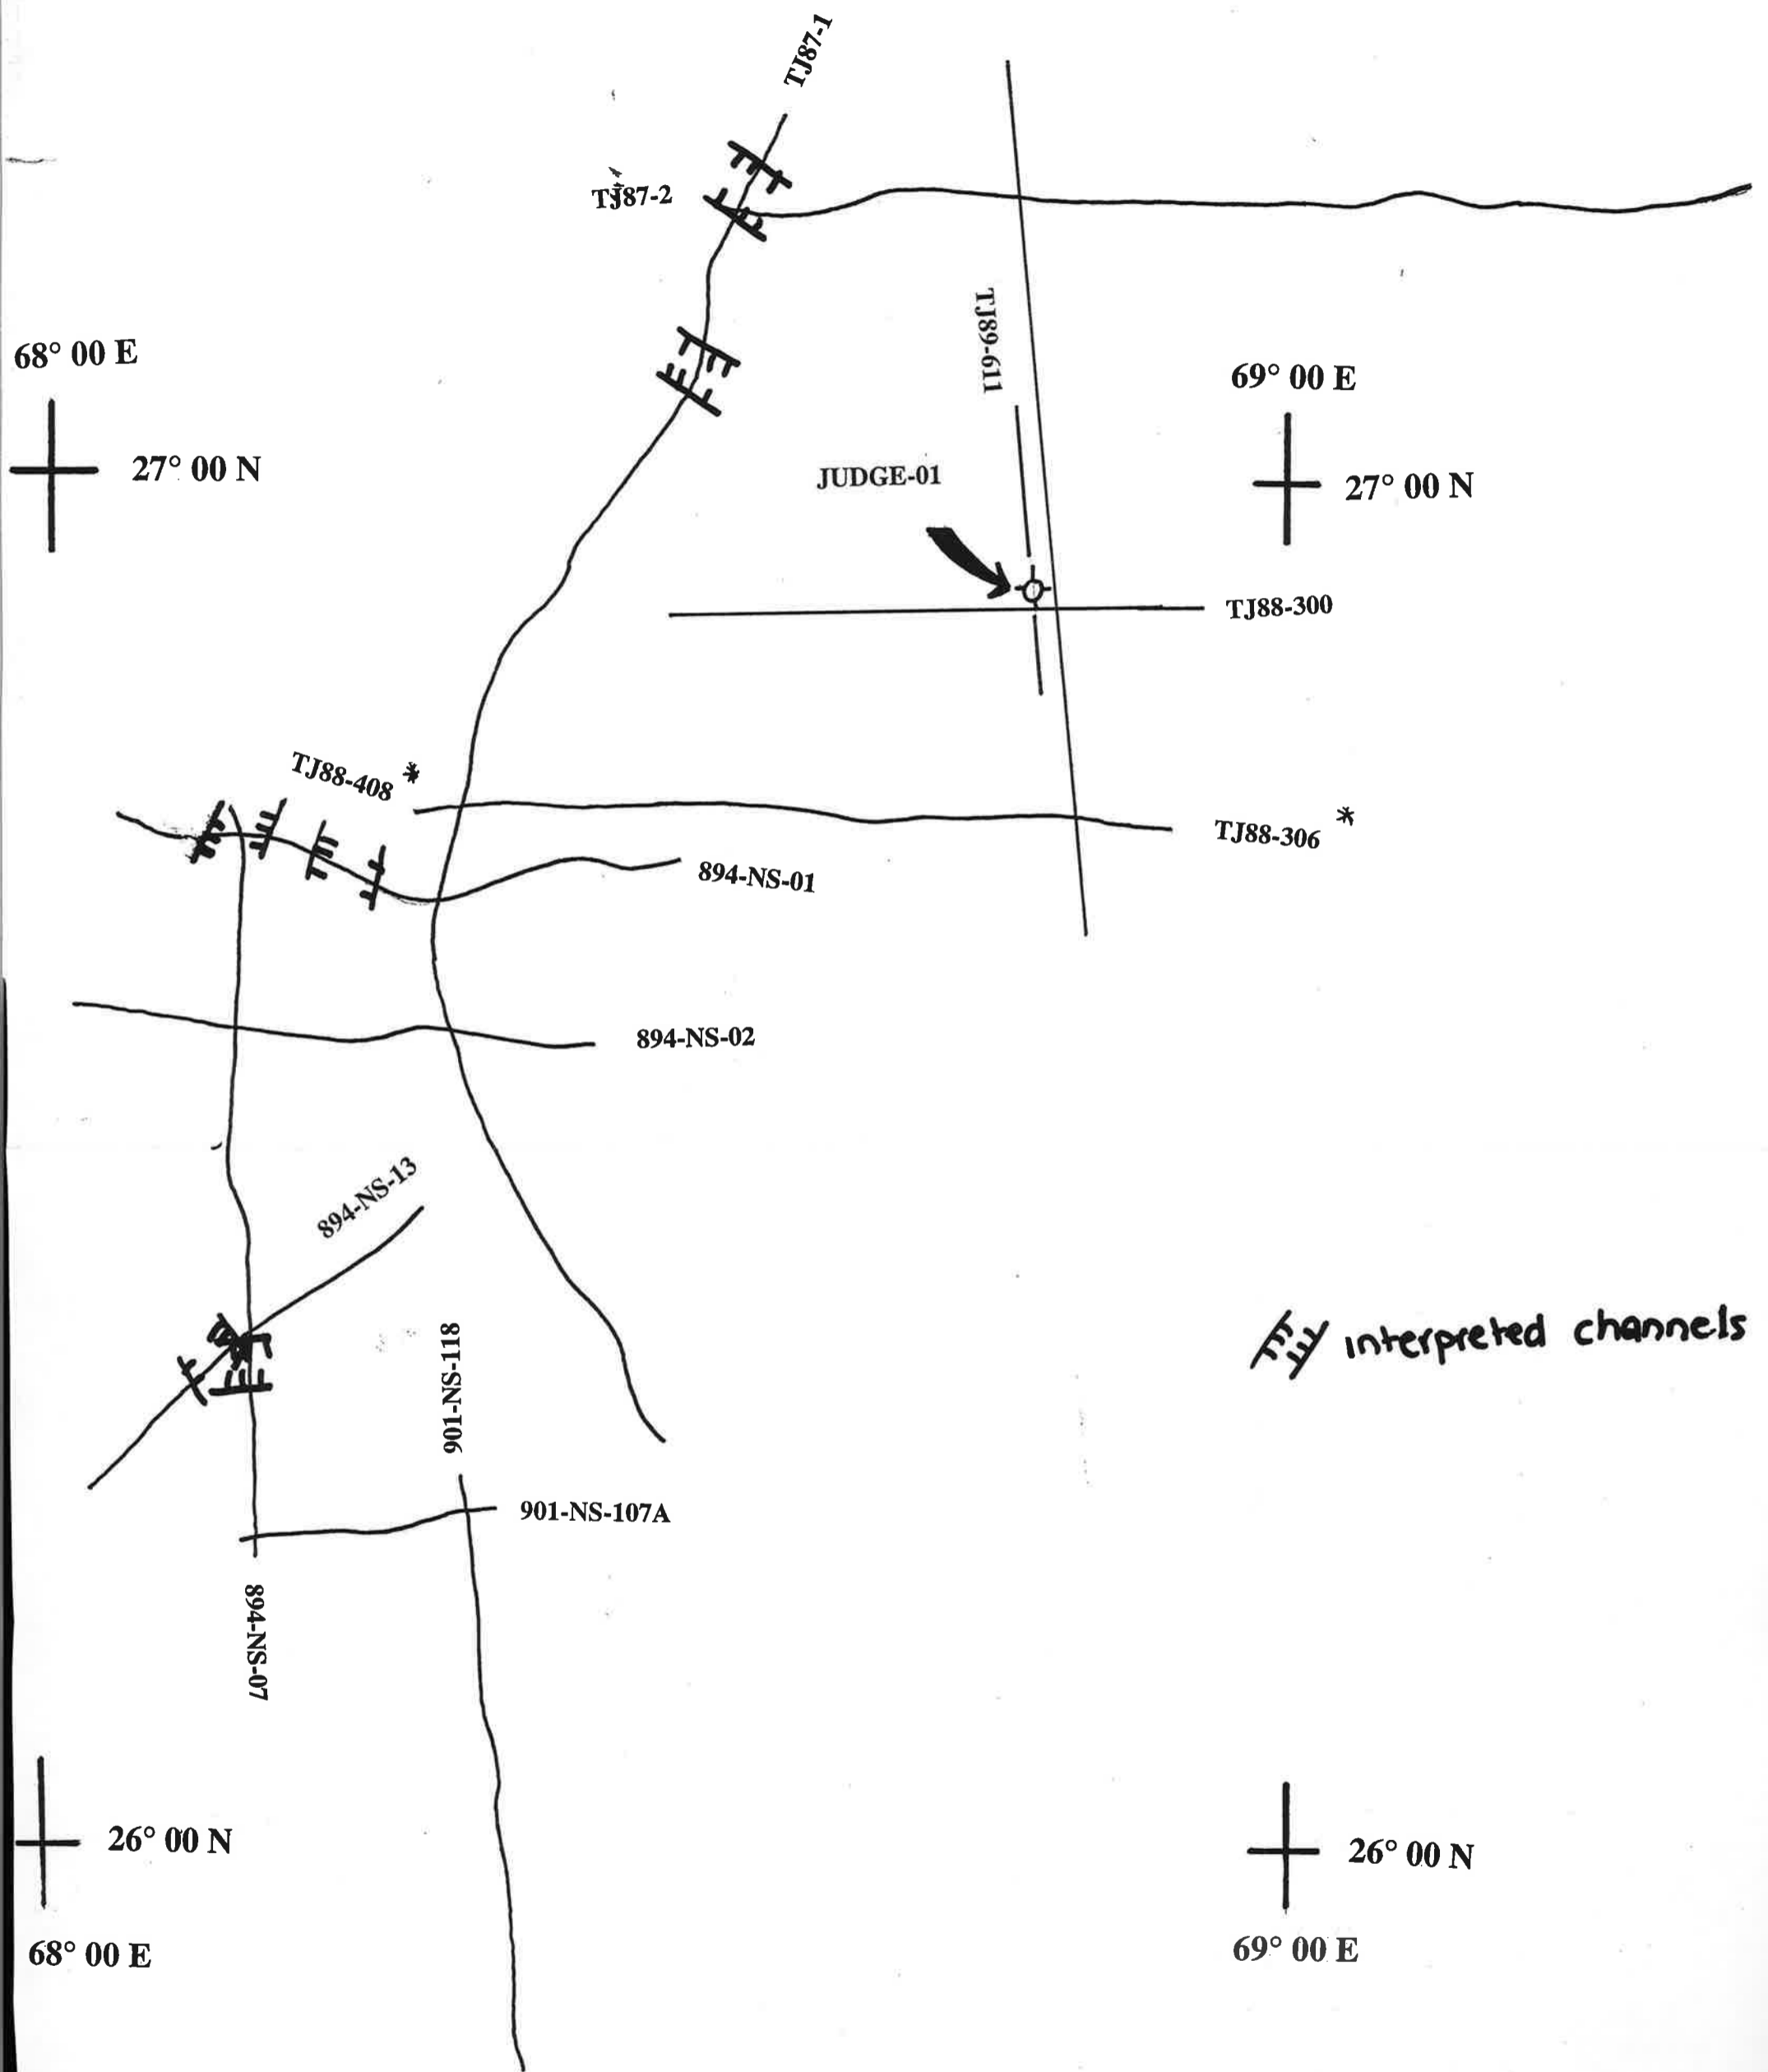 TJ87-1
TJ87-2
TJ89-611
68° 00 E
27° 00 N
69° 00 E
27° 00 N
JUDGE-01
TJ88-300
TJ88-408 *
TJ88-306 *
894-NS-01
894-NS-02
894-NS-13
interpreted channels
901-NS-118
901-NS-107A
894-NS-07
26° 00 N
26° 00 N
68° 00 E
69° 00 E